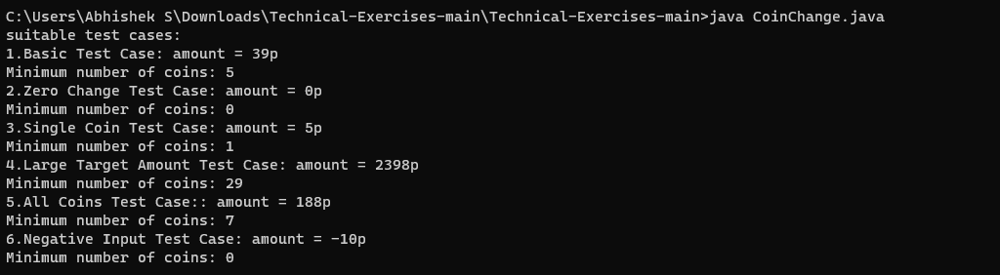 C:\Users\Abhishek S\Downloads\Technical-Exercises-main\Technical-Exercises-main>java CoinChange.java
suitable test cases:
1.Basic Test Case: amount = 39p
Minimum number of coins: 5
2.Zero Change Test Case: amount = 0p
Minimum number of coins: 0
3.Single Coin Test Case: amount = 5p
Minimum number of coins: 1
4.Large Target Amount Test Case: amount = 2398p
Minimum number of coins: 29
5.All Coins Test Case:: amount = 188p
Minimum number of coins: 7
6.Negative Input Test Case: amount = -10p
Minimum number of coins: 0